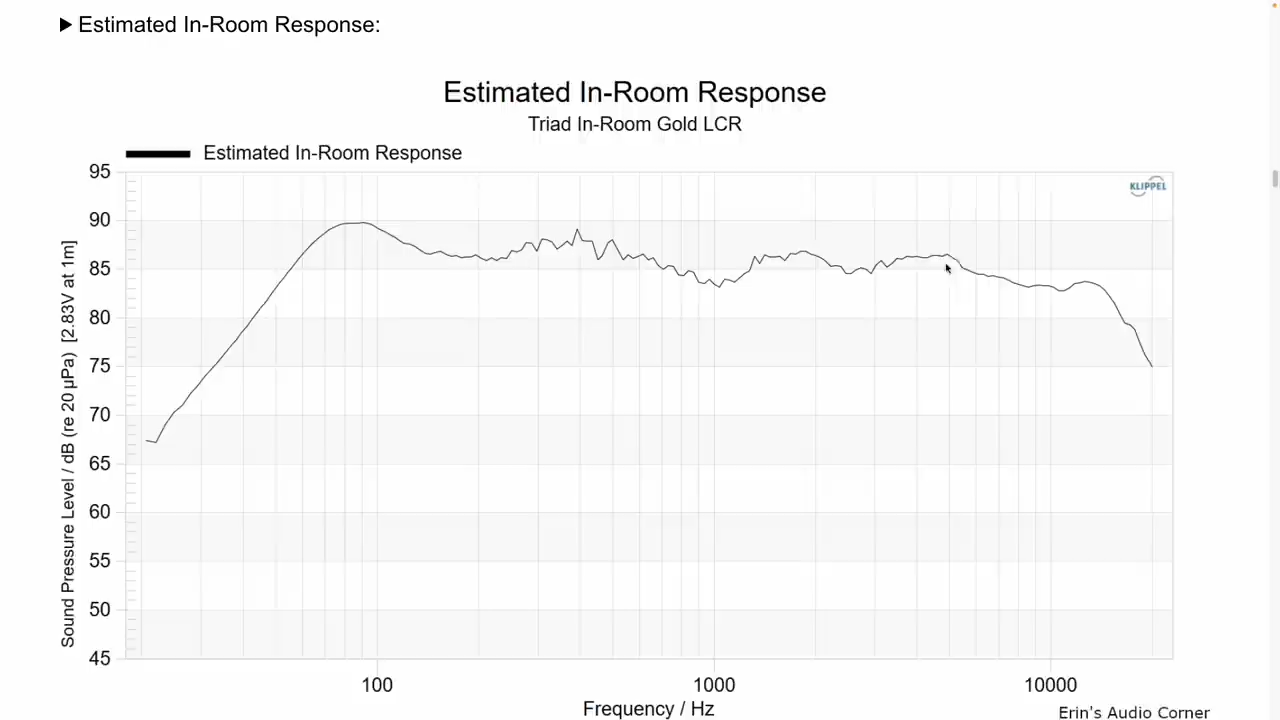 ▶ Estimated In-Room Response:
Estimated In-Room Response
Triad In-Room Gold LCR
Estimated In-Room Response
KLIPPEL
95
90
85
80
75
70
65
60
55
50
45
Sound Pressure Level / dB (re 20 µPa) [2.83V at 1m]
100
1000
10000
Frequency / Hz
Erin's Audio Corner